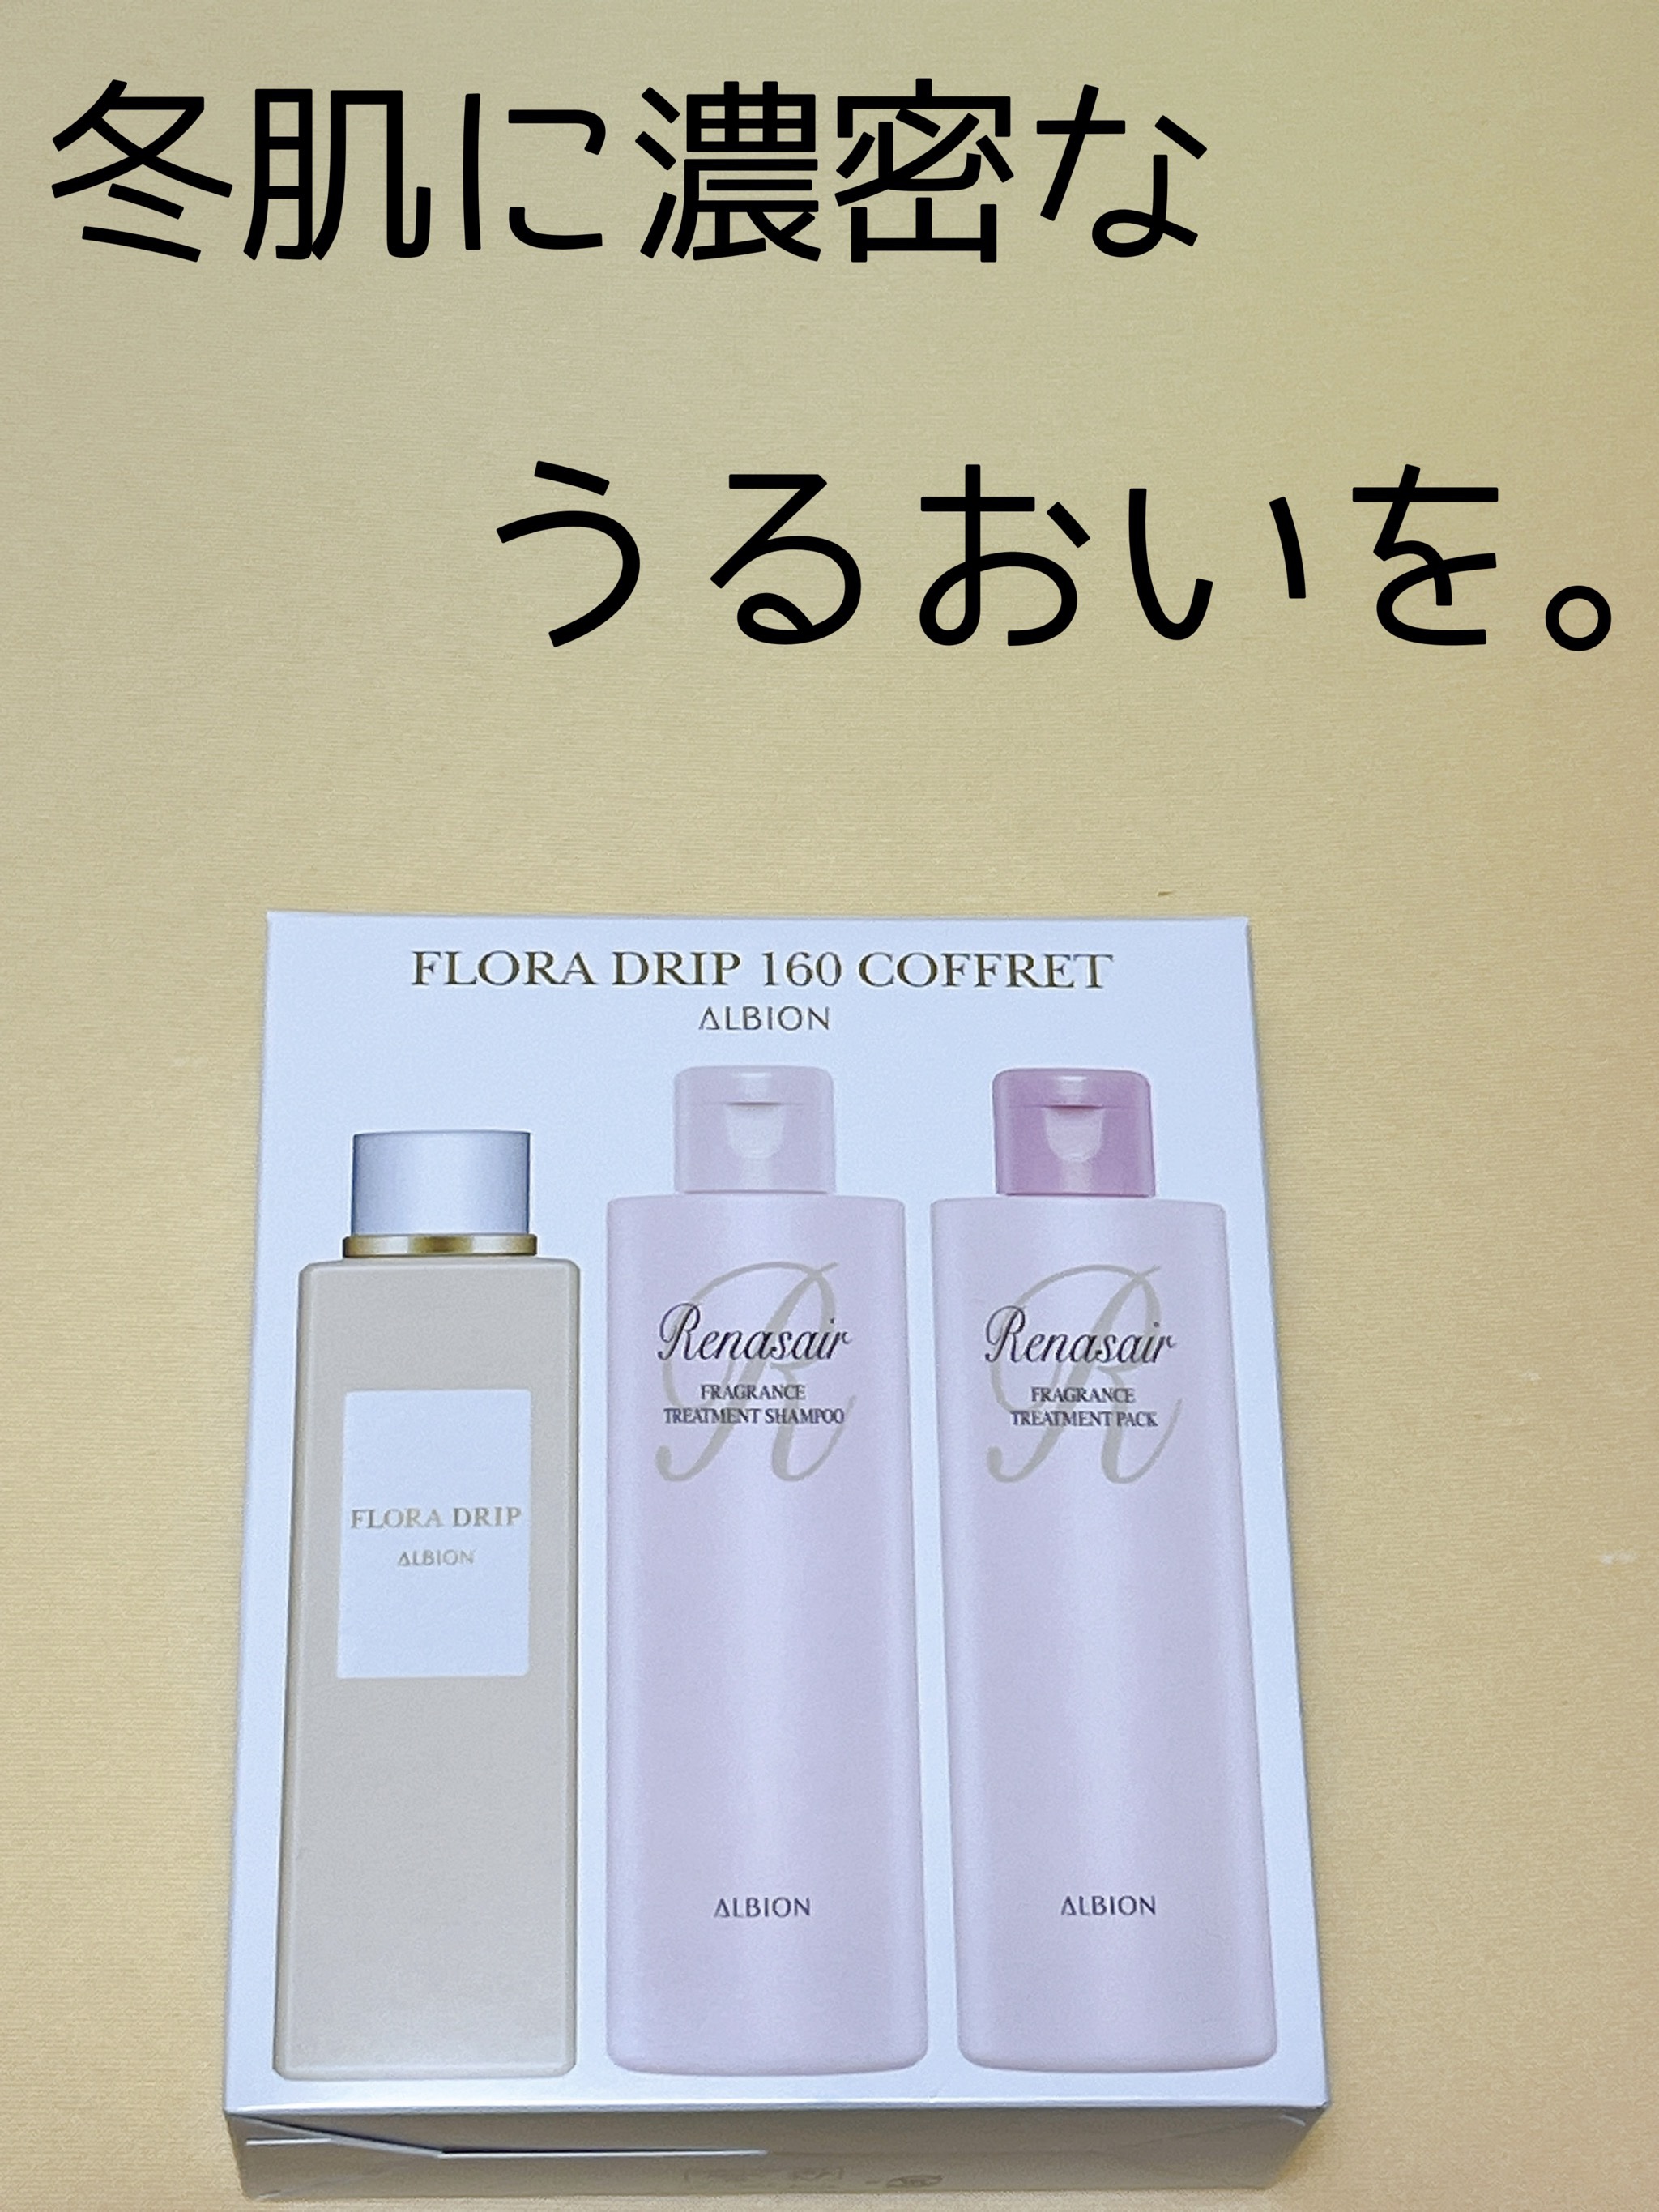 冬肌に濃密な
うるおいを。
FLORA DRIP 160 COFFRET
ALBION
FLORA DRIP
ALBION
Renasair
FRAGRANCE
TREATMENT SHAMPOO
ALBION
Renasair
FRAGRANCE
TREATMENT PACK
ALBION